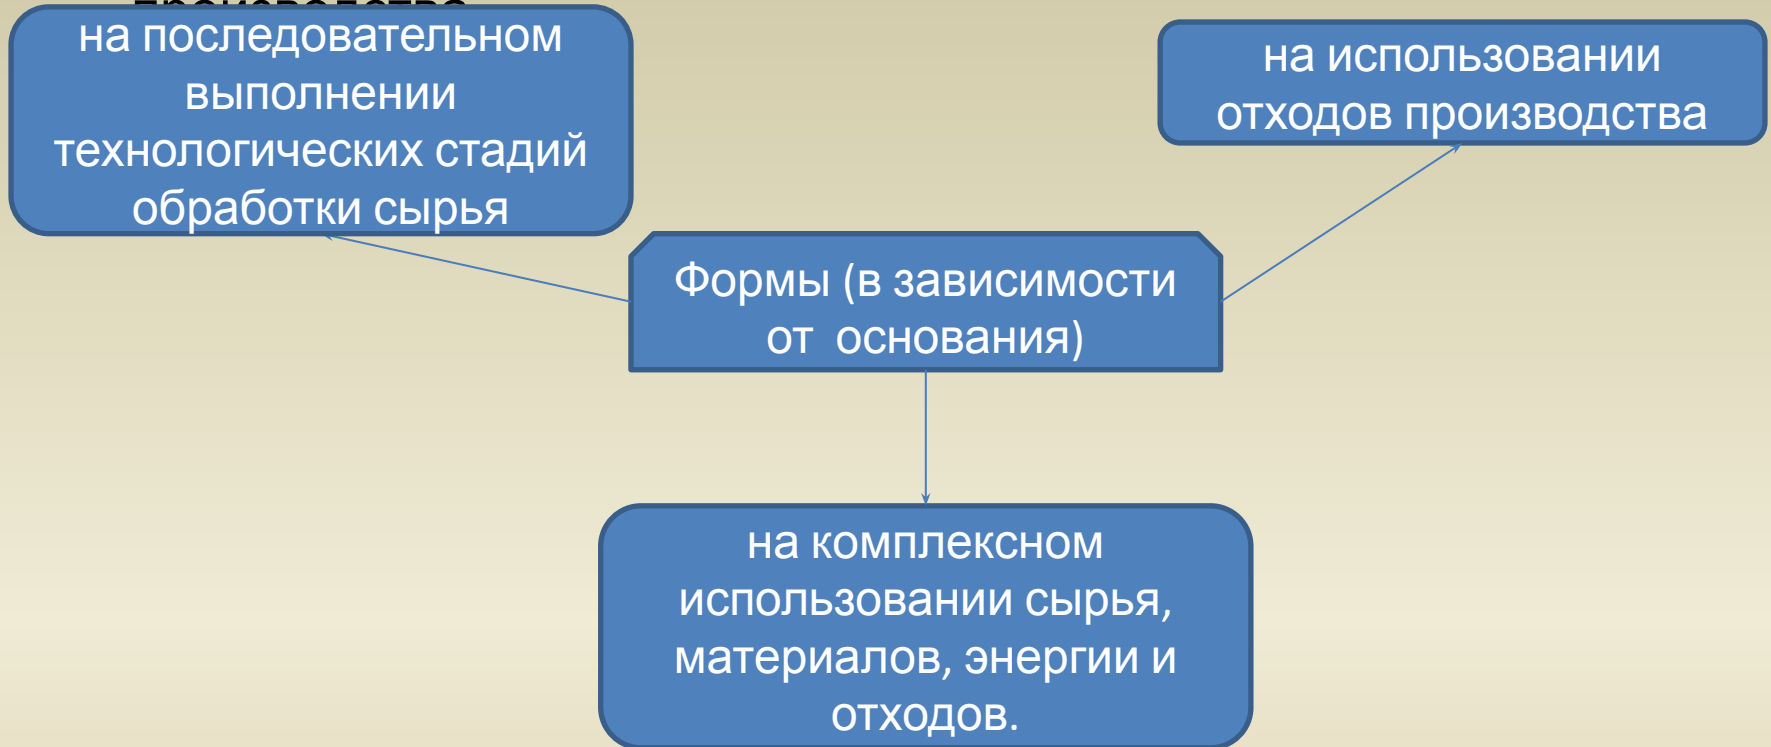 производства
на последовательном
выполнении
технологических стадий
обработки сырья
на использовании
отходов производства
Формы (в зависимости
от основания)
на комплексном
использовании сырья,
материалов, энергии и
отходов.